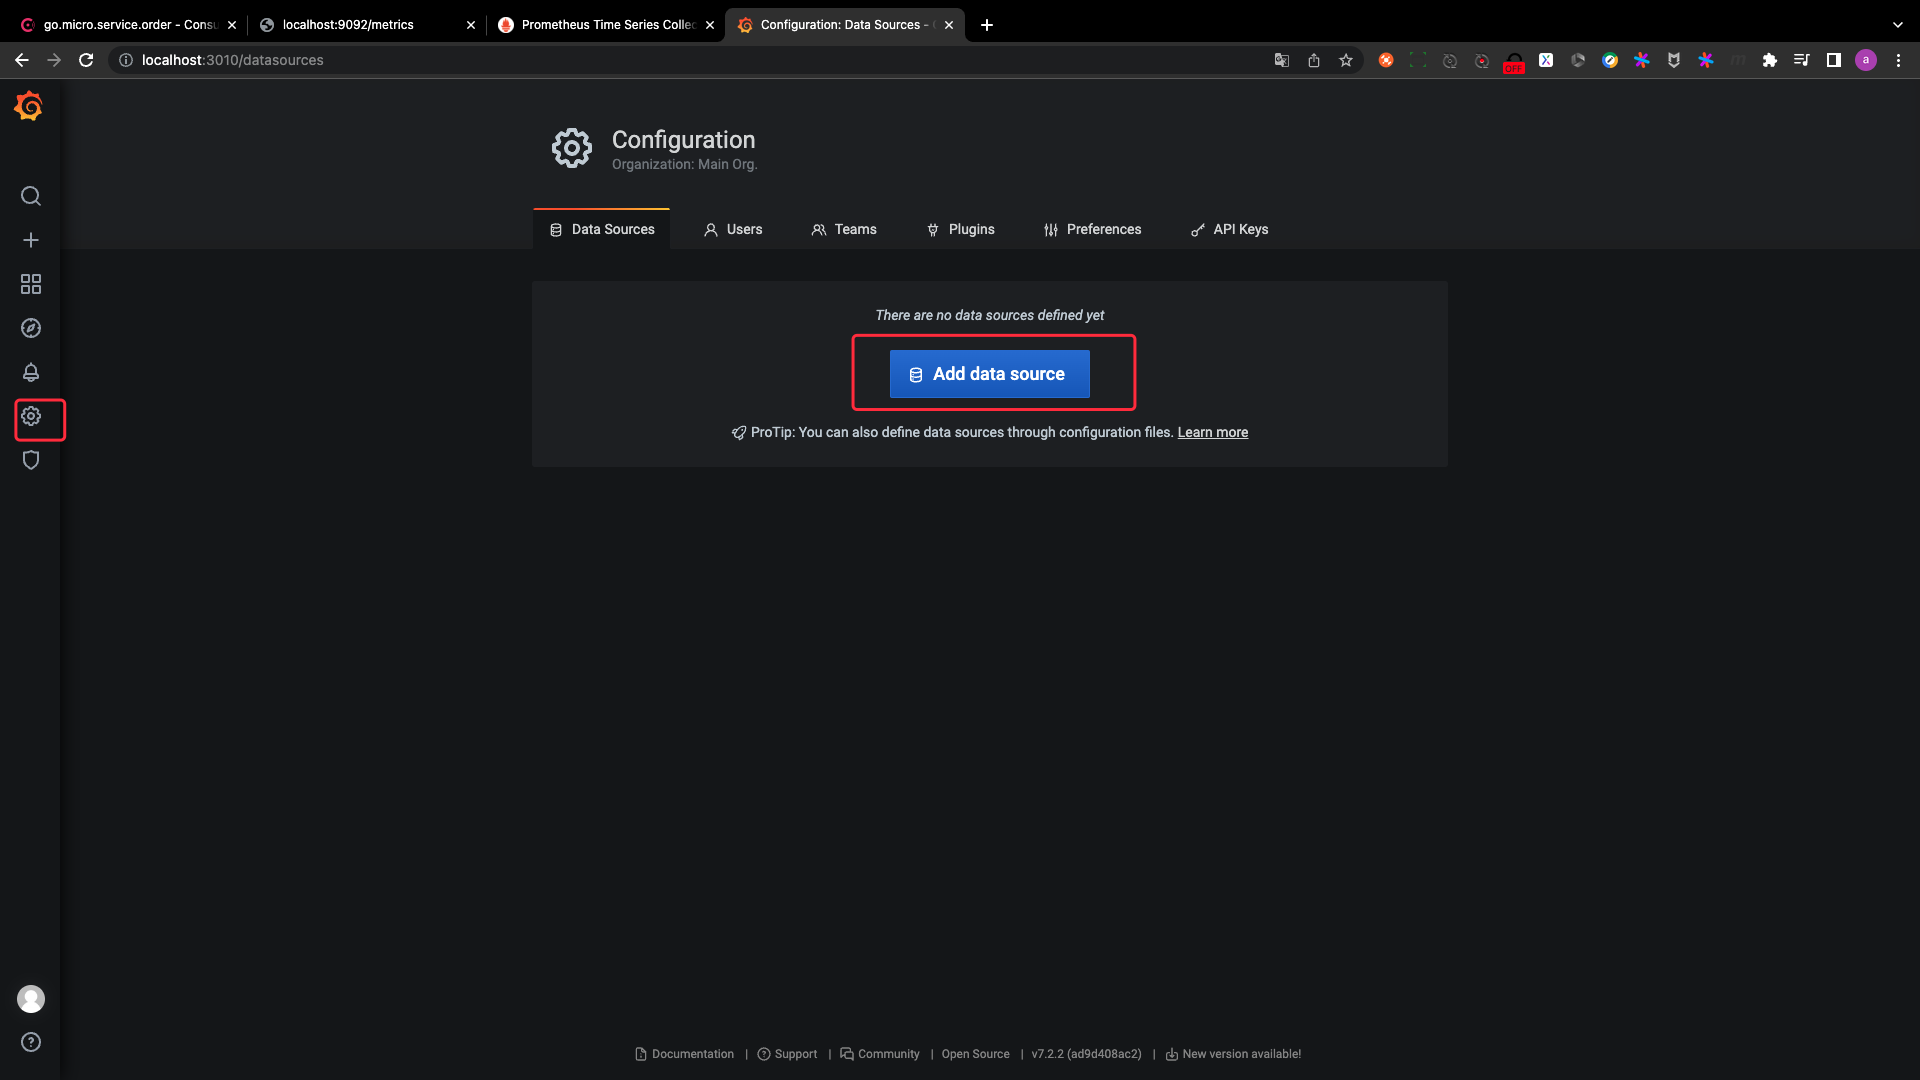 go.micro.service.order - Consu
localhost:9092/metrics
Prometheus Time Series Collec
Configuration: Data Sources -
localhost:3010/datasources
OFF
a
Configuration
Organization: Main Org.
Data Sources
Users
Teams
Plugins
Preferences
API Keys
There are no data sources defined yet
Add data source
ProTip: You can also define data sources through configuration files. Learn more
Documentation | Support | Community | Open Source | v7.2.2 (ad9d408ac2) | New version available!